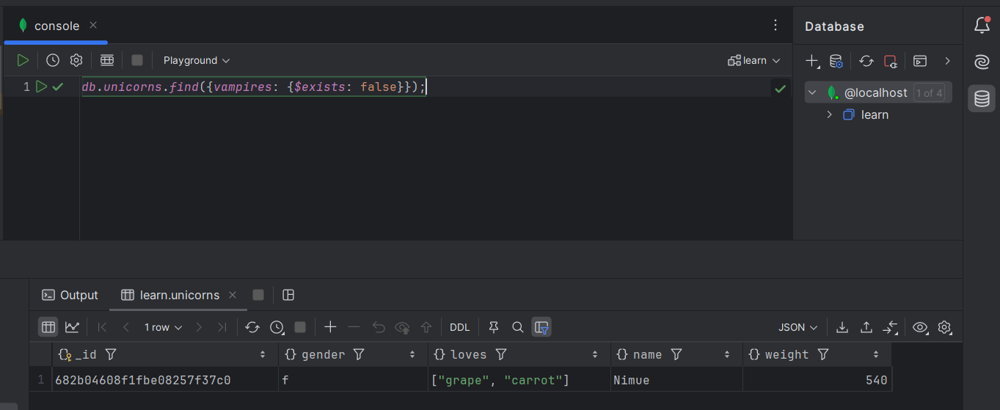 console
Database
Playground
learn
1 db.unicorns.find({vampires: {$exists: false}});
@localhost 1 of 4
learn
Output
learn.unicorns
1 row
DDL
JSON
_id gender loves name weight
1 682b04608f1fbe08257f37c0 f ["grape", "carrot"] Nimue 540